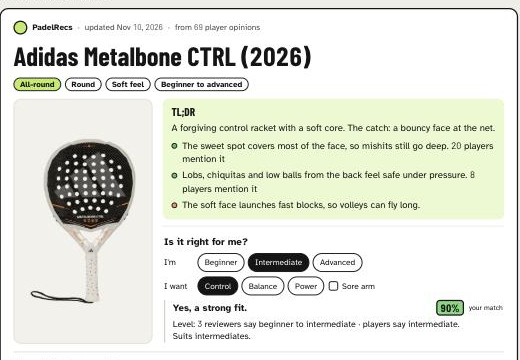 PadelRecs · updated Nov 10, 2026 · from 69 player opinions
Adidas Metalbone CTRL (2026)
All-round Round Soft feel Beginner to advanced
TL;DR
A forgiving control racket with a soft core. The catch: a bouncy face at the net.
The sweet spot covers most of the face, so mishits still go deep. 20 players
mention it
Lobs, chiquitas and low balls from the back feel safe under pressure. 8
players mention it
The soft face launches fast blocks, so volleys can fly long.
Is it right for me?
I'm Beginner Intermediate Advanced
I want Control Balance Power Sore arm
Yes, a strong fit. 90% your match
Level: 3 reviewers say beginner to intermediate · players say intermediate.
Suits intermediates.